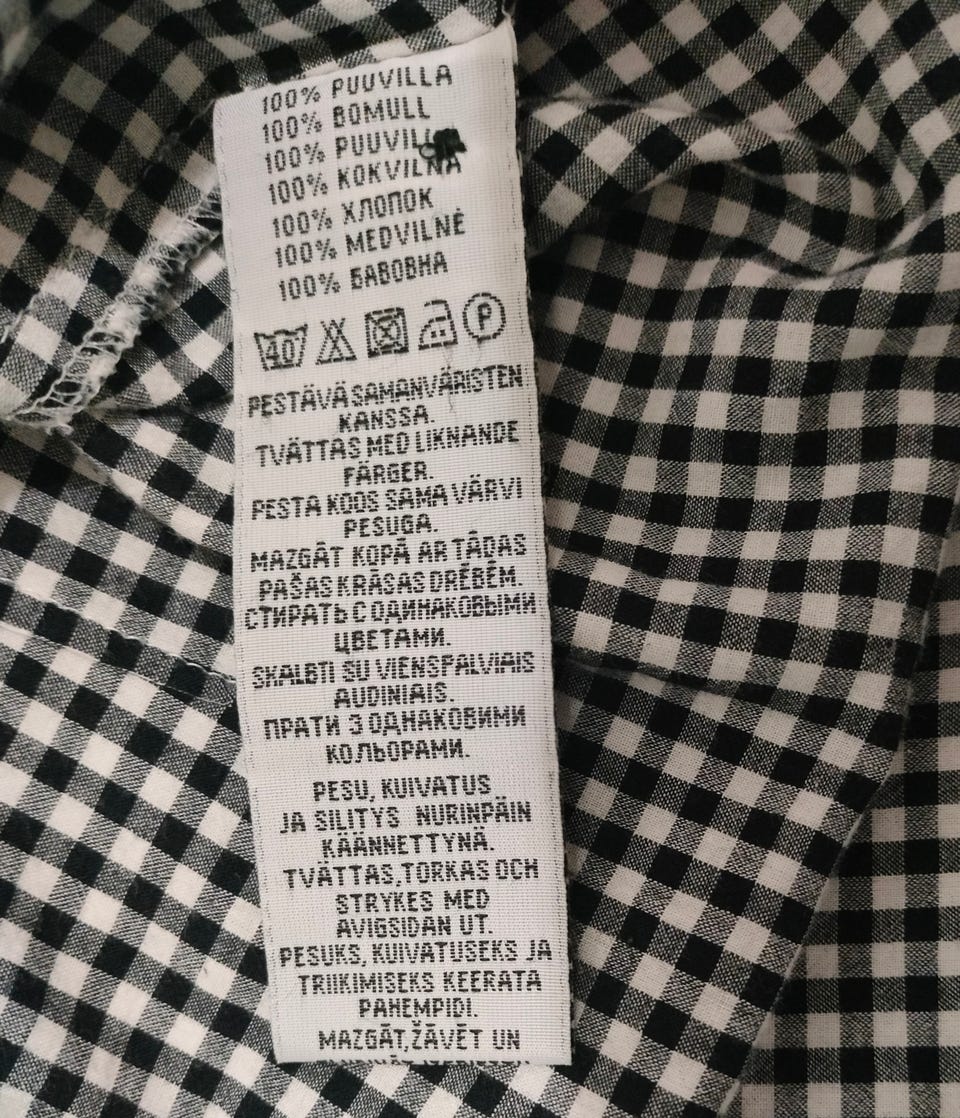 100% PUUVILLA
100% BOMULL
100% PUUVILL
100% KOKVILNA
100% ХЛОПОК
100% MEDVILNĖ
100% БАВОВНА
40 P
PESTÄVÄ SAMANVÄRISTEN
KANSSA.
TVÄTTAS MED LIKNANDE
FÄRGER.
PESTA KOOS SAMA VÄRVI
PESUGA.
MAZGĀT KOPĀ AR TĀDAS
PAŠAS KRĀSAS DRĒBĒM.
СТИРАТЬ С ОДИНАКОВЫМИ
ЦВЕТАМИ.
SKALBTI SU VIENSPALVIAIS
AUDINIAIS.
ПРАТИ З ОДНАКОВИМИ
КОЛЬОРАМИ.
PESU, KUIVATUS
JA SILITYS NURINPÄIN
KÄÄNNETTYNÄ.
TVÄTTAS,TORKAS OCH
STRYKES MED
AVIGSIDAN UT.
PESUKS, KUIVATUSEKS JA
TRIIKIMISEKS KEERATA
PAHEMPIDI.
MAZGĀT,ŽĀVĒT UN